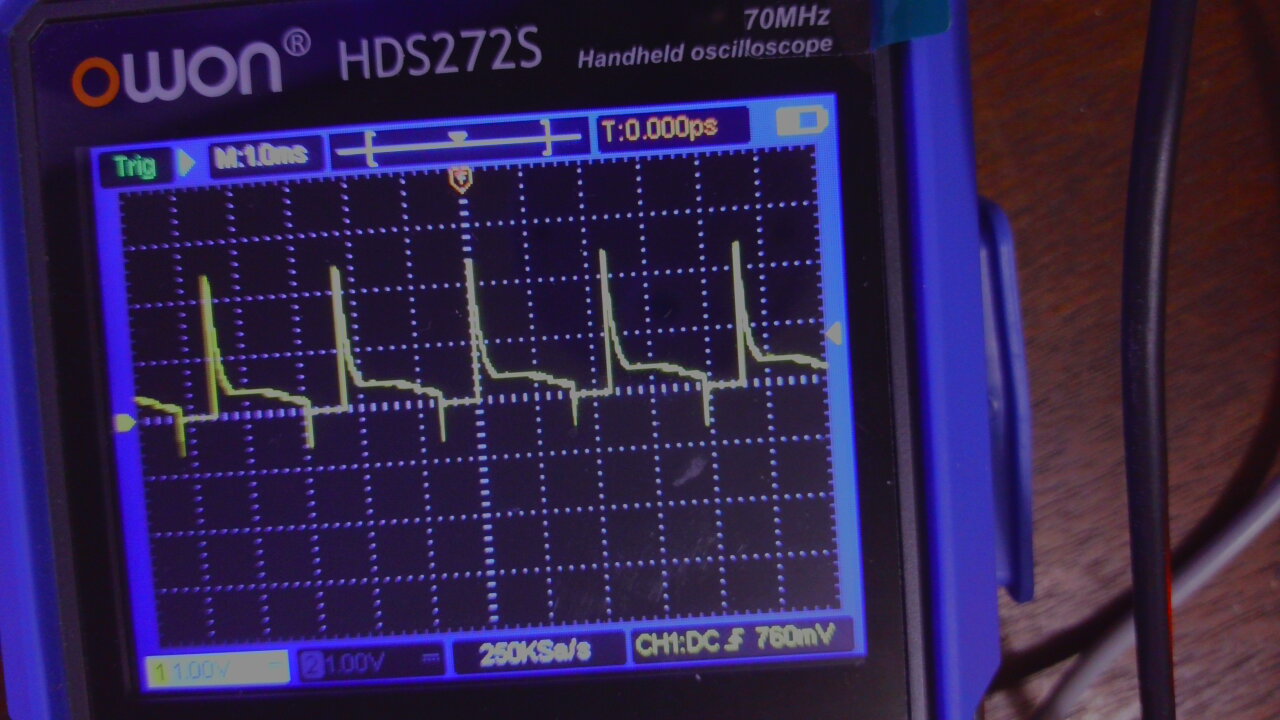 owon® HDS272S
70MHz
Handheld oscilloscope
Trig M:1.0ms T:0.000ps
T
1 1.00V 2 1.00V 250KSa/s CH1:DC 760mV